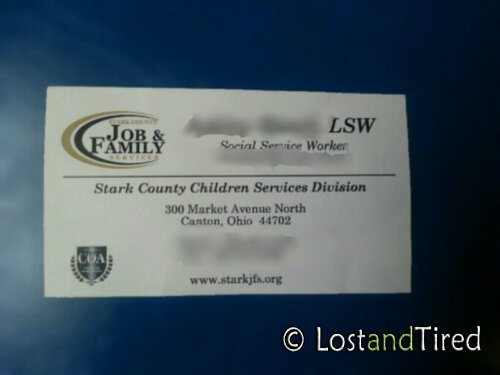 STARK COUNTY
JOB &
FAMILY
SERVICES
LSW
Social Service Worker
Stark County Children Services Division
300 Market Avenue North
Canton, Ohio 44702
COA
www.starkjfs.org
© LostandTired